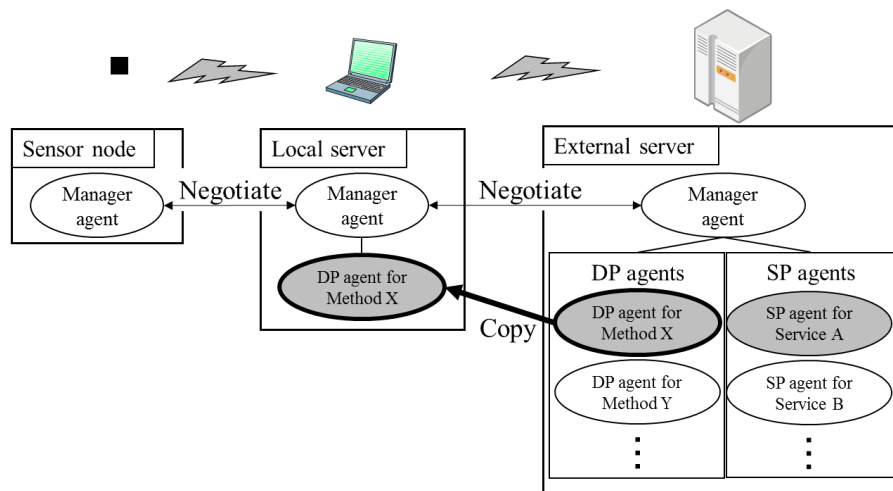 Sensor node
Local server
External server
Manager
agent
Negotiate
Manager
agent
Negotiate
Manager
agent
DP agent for
Method X
Copy
DP agents
SP agents
DP agent for
Method X
SP agent for
Service A
DP agent for
Method Y
SP agent for
Service B